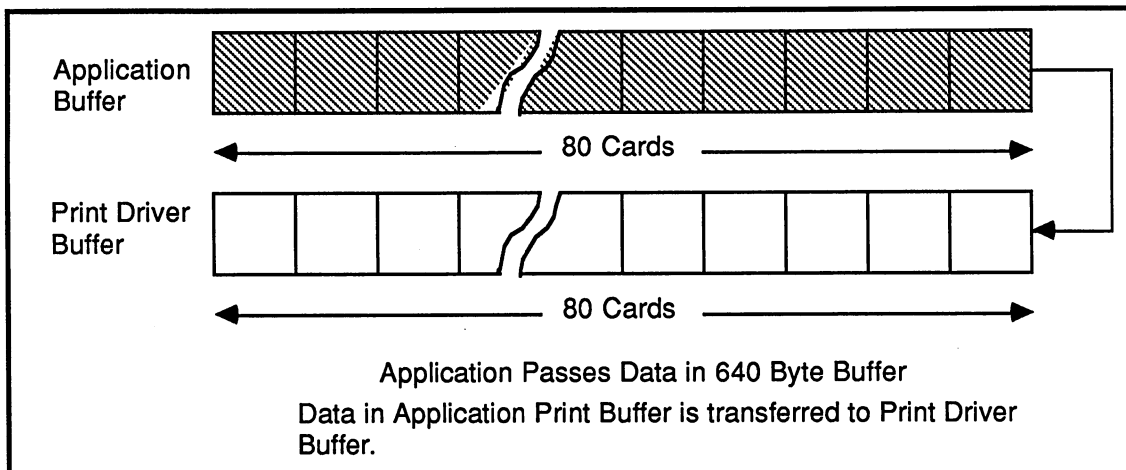 Application
Buffer
80 Cards
Print Driver
Buffer
80 Cards
Application Passes Data in 640 Byte Buffer
Data in Application Print Buffer is transferred to Print Driver
Buffer.